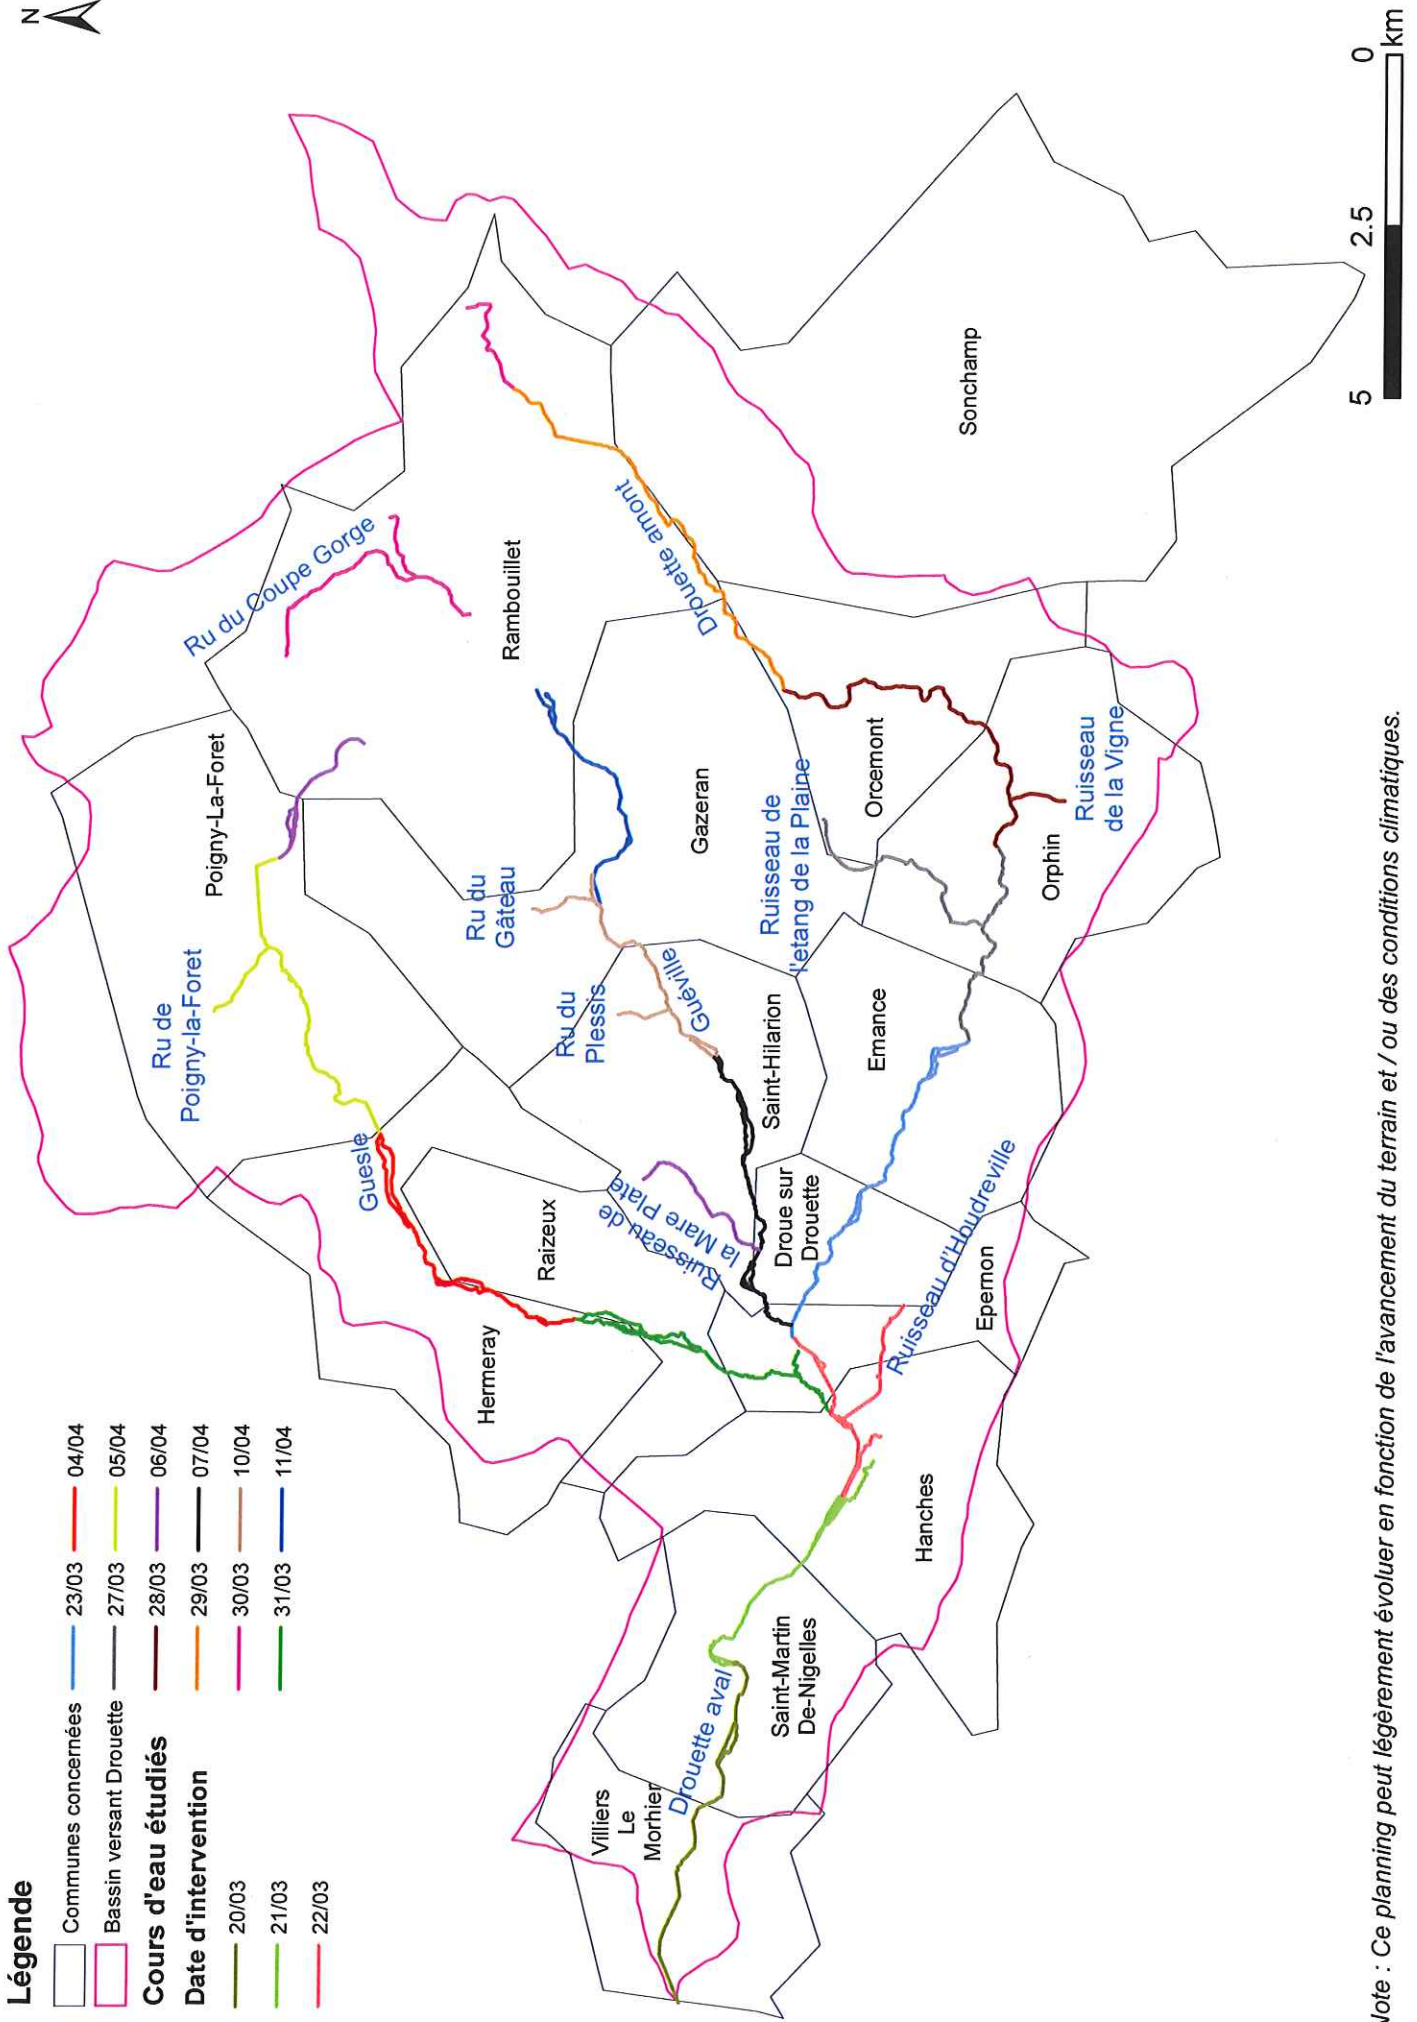 N
Légende
Communes concernées
Bassin versant Drouette
Cours d'eau étudiés
Date d'intervention
20/03
21/03
22/03
23/03
27/03
28/03
29/03
30/03
31/03
04/04
05/04
06/04
07/04
10/04
11/04
Ru de
Poigny-la-Foret
Poigny-La-Foret
Ru du Coupe Gorge
Guesle
Hermeray
Raizeux
Ru du
Gâteau
Rambouillet
Ru du
Plessis
Guéville
Ruisseau de
la Mare Plate
Gazeran
Drouette amont
Villiers
Le
Morhier
Drouette aval
Saint-Martin
De-Nigelles
Droue sur
Drouette
Saint-Hilarion
Ruisseau de
l'etang de la Plaine
Emance
Orcemont
Sonchamp
Hanches
Ruisseau d'Houdreville
Epernon
Orphin
Ruisseau
de la Vigne
5
2.5
0
km
Note : Ce planning peut légèrement évoluer en fonction de l'avancement du terrain et / ou des conditions climatiques.